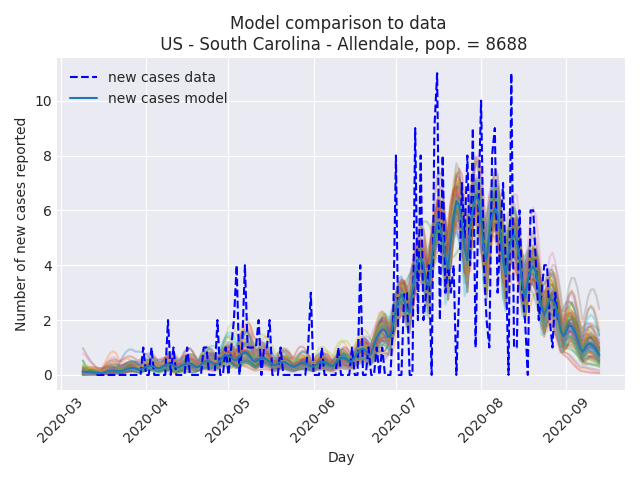 Model comparison to data
US - South Carolina - Allendale, pop. = 8688
new cases data
new cases model
Number of new cases reported
10
8
6
4
2
0
2020-03
2020-04
2020-05
2020-06
2020-07
2020-08
2020-09
Day